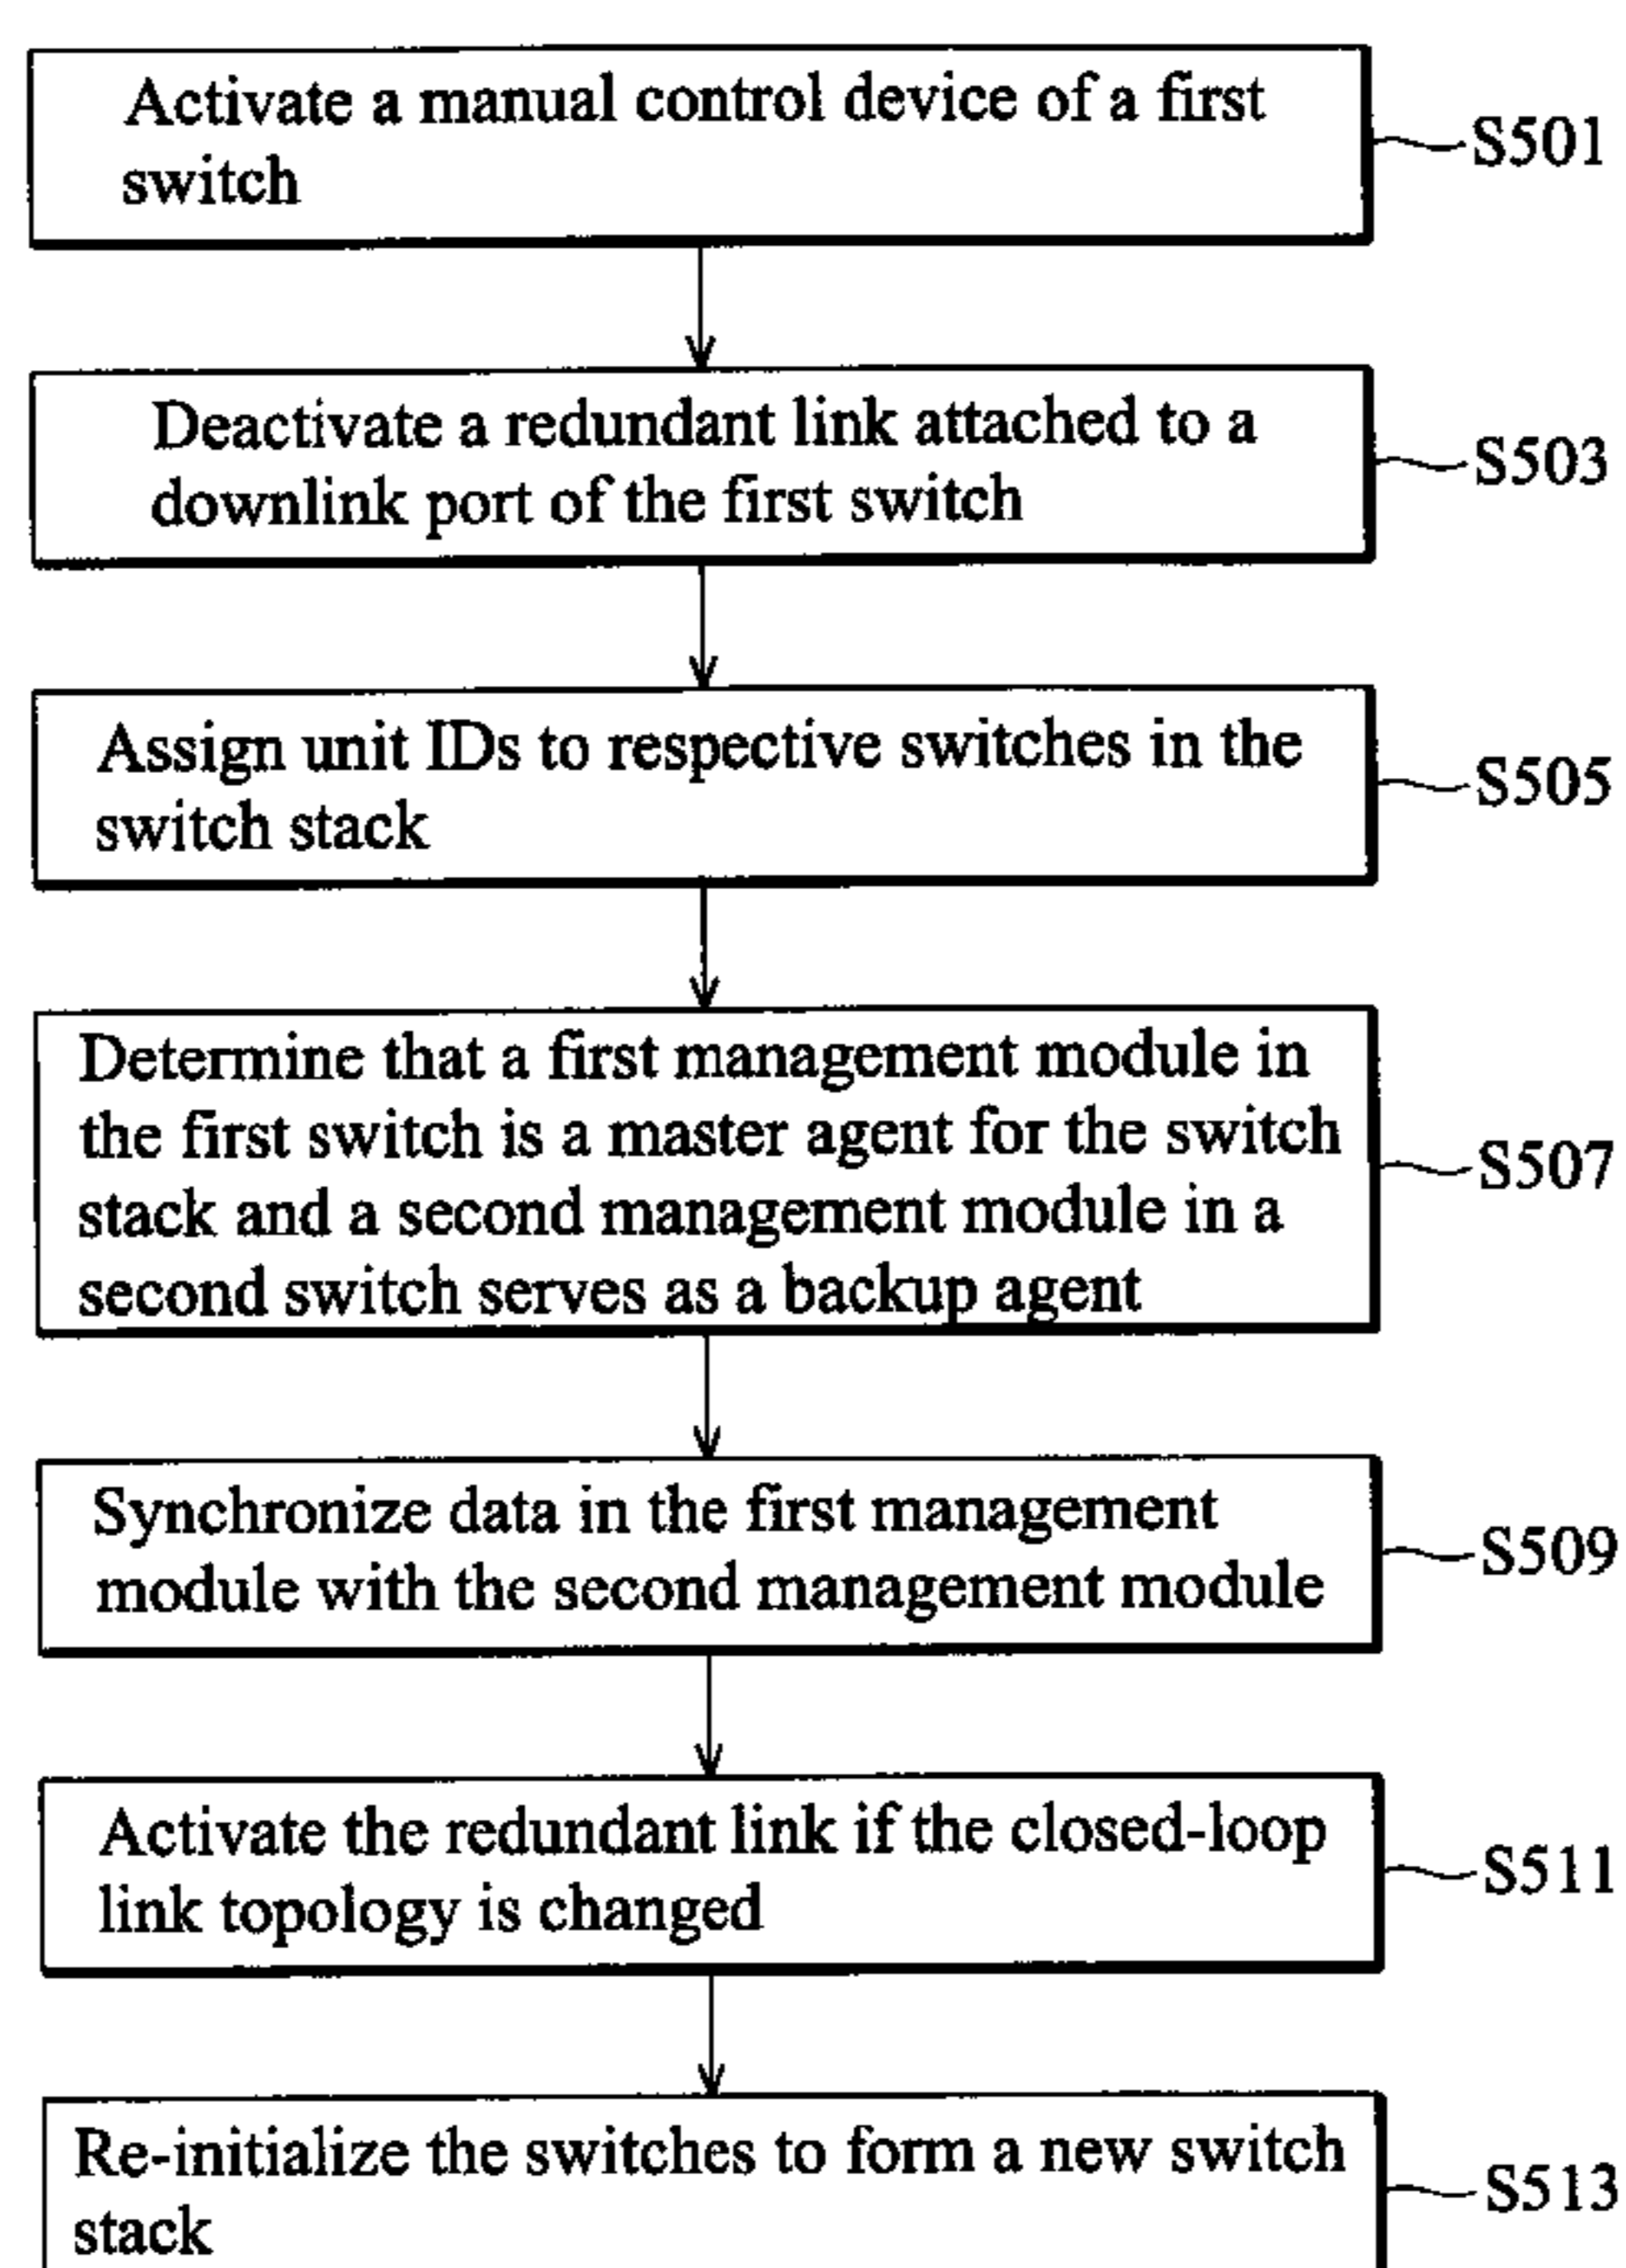 Activate a manual control device of a first
switch
S501
Deactivate a redundant link attached to a
downlink port of the first switch
S503
Assign unit IDs to respective switches in the
switch stack
S505
Determine that a first management module in
the first switch is a master agent for the switch
stack and a second management module in a
second switch serves as a backup agent
S507
Synchronize data in the first management
module with the second management module
S509
Activate the redundant link if the closed-loop
link topology is changed
S511
Re-initialize the switches to form a new switch
stack
S513